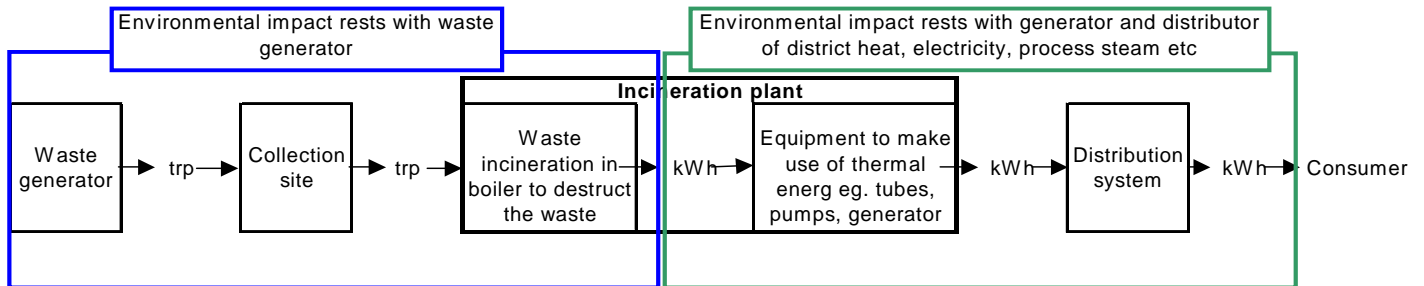 Environmental impact rests with waste
generator
Environmental impact rests with generator and distributor
of district heat, electricity, process steam etc
Incineration plant
Waste
generator
trp
Collection
site
trp
Waste
incineration in
boiler to destruct
the waste
kWh
Equipment to make
use of thermal
energ eg. tubes,
pumps, generator
kWh
Distribution
system
kWh
Consumer